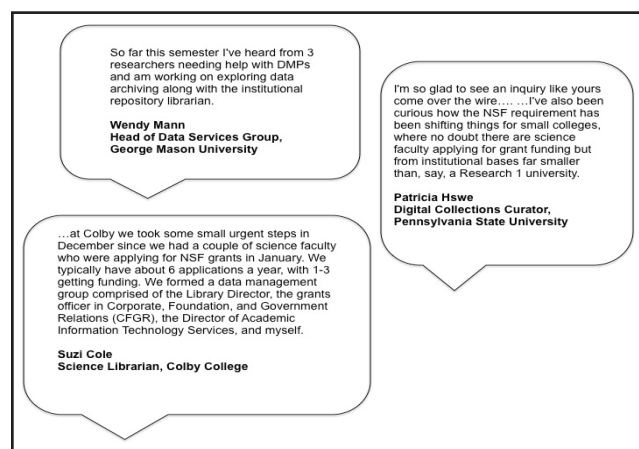 So far this semester I've heard from 3
researchers needing help with DMPs
and am working on exploring data
archiving along with the institutional
repository librarian.
Wendy Mann
Head of Data Services Group,
George Mason University
I'm so glad to see an inquiry like yours
come over the wire.... ...I've also been
curious how the NSF requirement has
been shifting things for small colleges,
where no doubt there are science
faculty applying for grant funding but
from institutional bases far smaller
than, say, a Research 1 university.
Patricia Hswe
Digital Collections Curator,
Pennsylvania State University
...at Colby we took some small urgent steps in
December since we had a couple of science faculty
who were applying for NSF grants in January. We
typically have about 6 applications a year, with 1-3
getting funding. We formed a data management
group comprised of the Library Director, the grants
officer in Corporate, Foundation, and Government
Relations (CFGR), the Director of Academic
Information Technology Services, and myself.
Suzi Cole
Science Librarian, Colby College